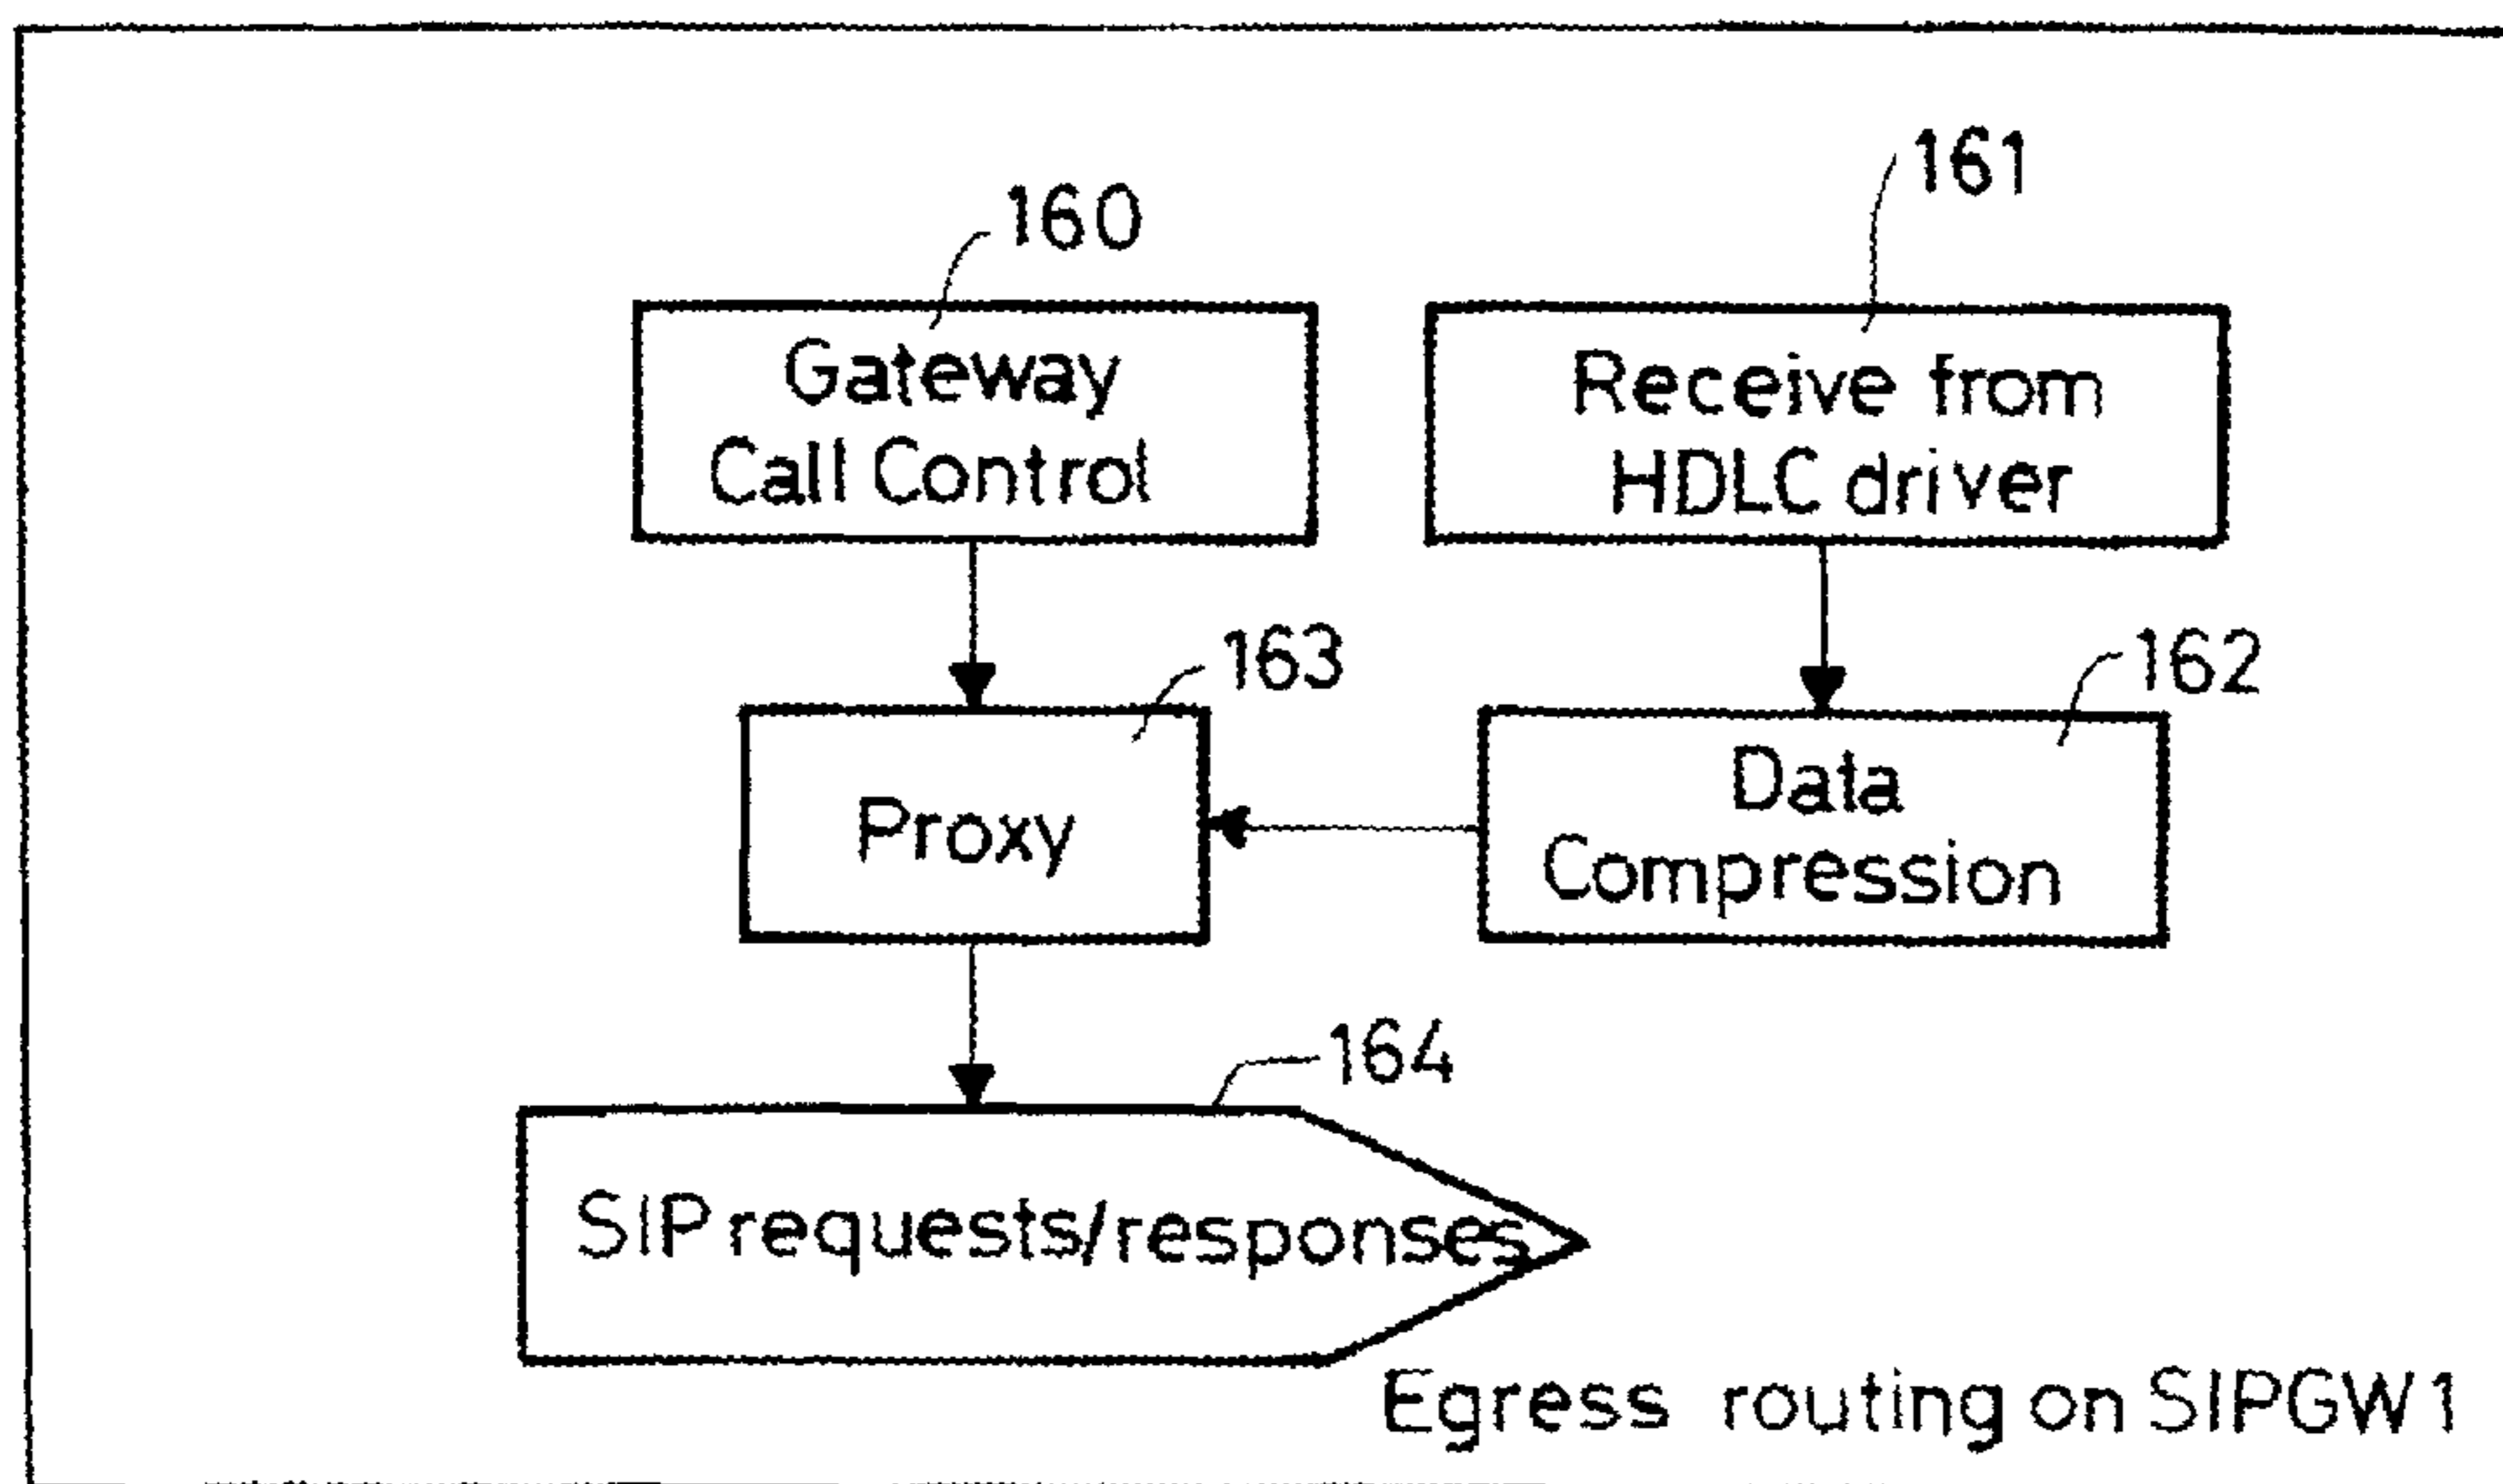 161
160
Gateway
Call Control
Receive from
HDLC driver
163
162
Proxy
Data
Compression
164
SIP requests/responses
Egress routing on SIPGW1